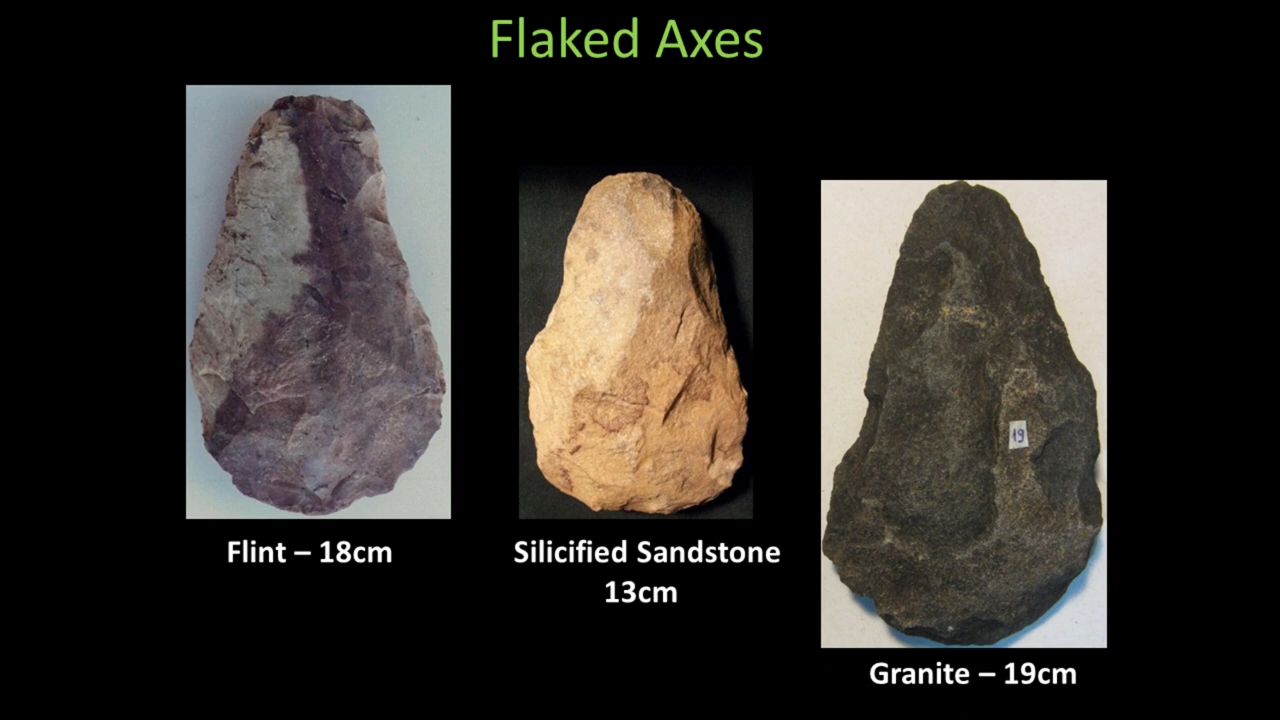 Flaked Axes
19
Flint – 18cm
Silicified Sandstone
13cm
Granite – 19cm